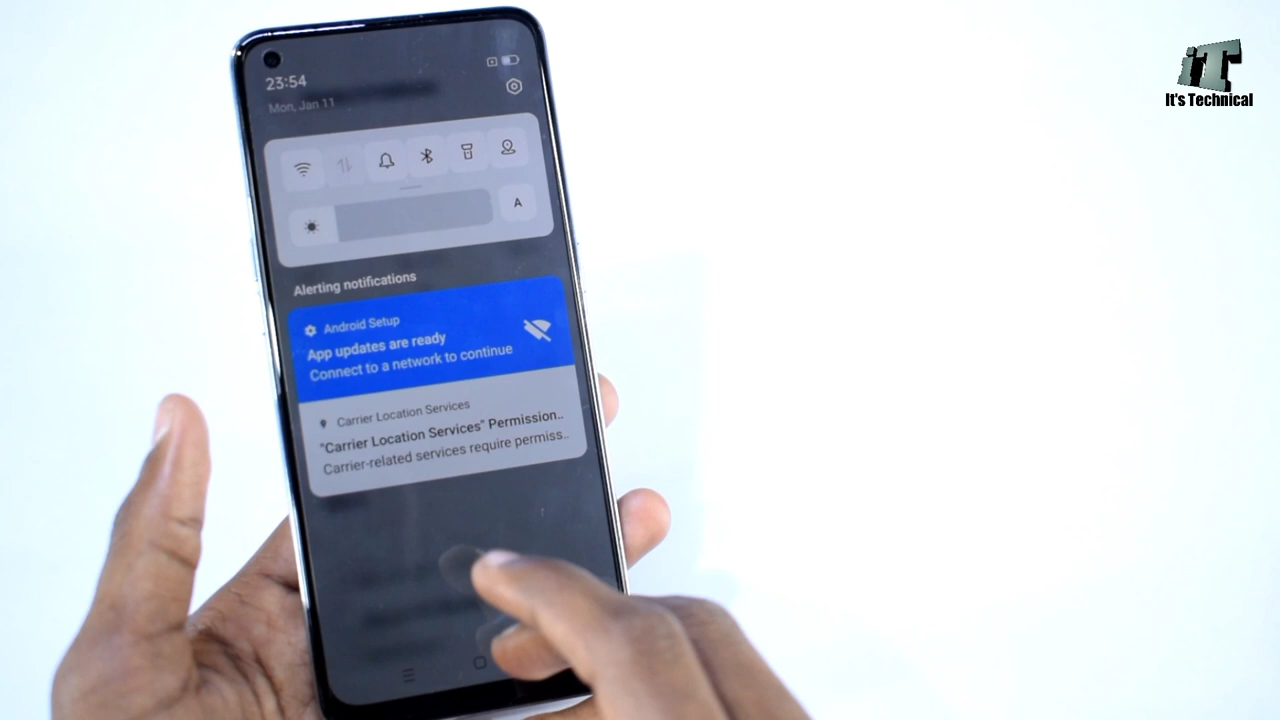 23:54
Mon, Jan 11
A
Alerting notifications
Android Setup
App updates are ready
Connect to a network to continue
Carrier Location Services
"Carrier Location Services" Permission..
Carrier-related services require permiss..
iT
It's Technical